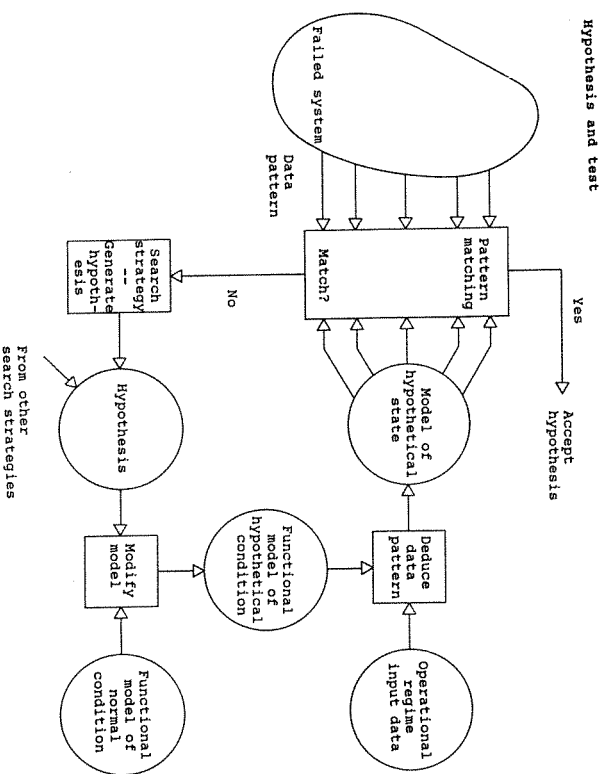 Hypothesis and test
Failed system
Data
pattern
Pattern
matching
Match?
Yes
Accept
hypothesis
No
Search
strategy
--
Generate
hypoth-
esis
Hypothesis
From other
search strategies
Model of
hypothetical
state
Modify
model
Functional
model of
hypothetical
condition
Deduce
data
pattern
Functional
model of
normal
condition
Operational
regime
input data